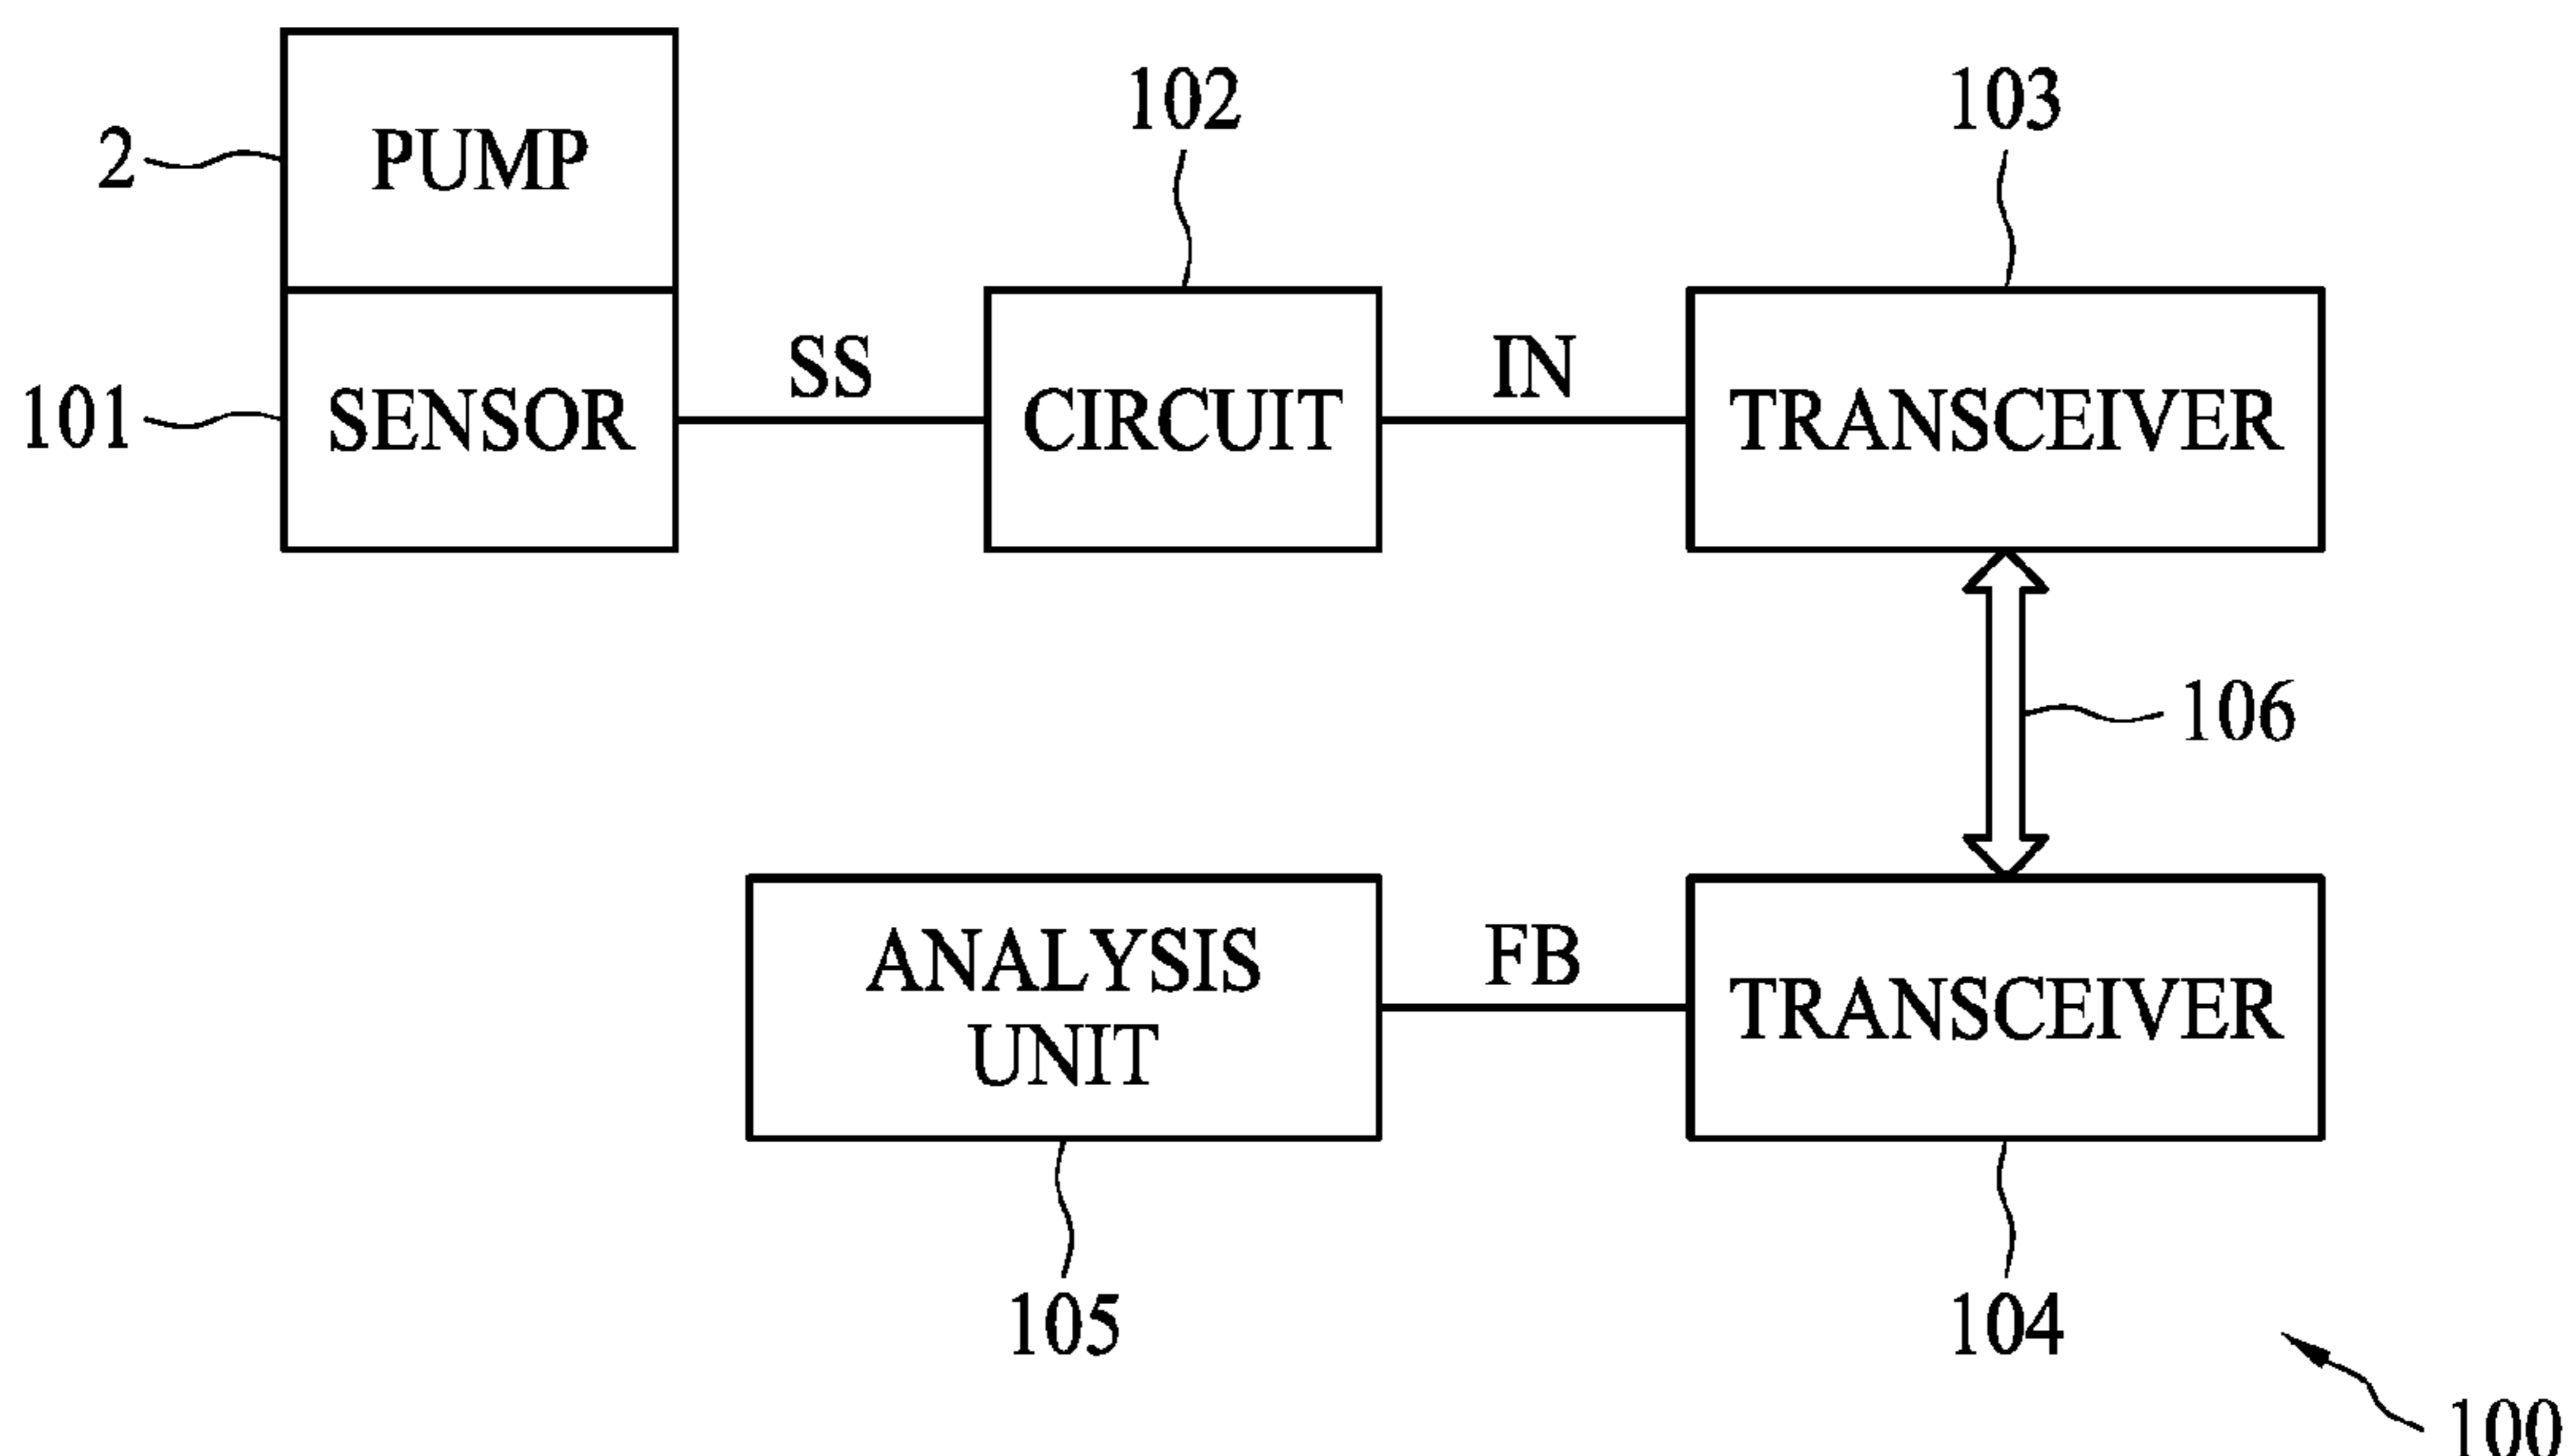 102
103
2
PUMP
101
SENSOR
SS
CIRCUIT
IN
TRANSCEIVER
106
ANALYSIS
UNIT
FB
TRANSCEIVER
105
104
100